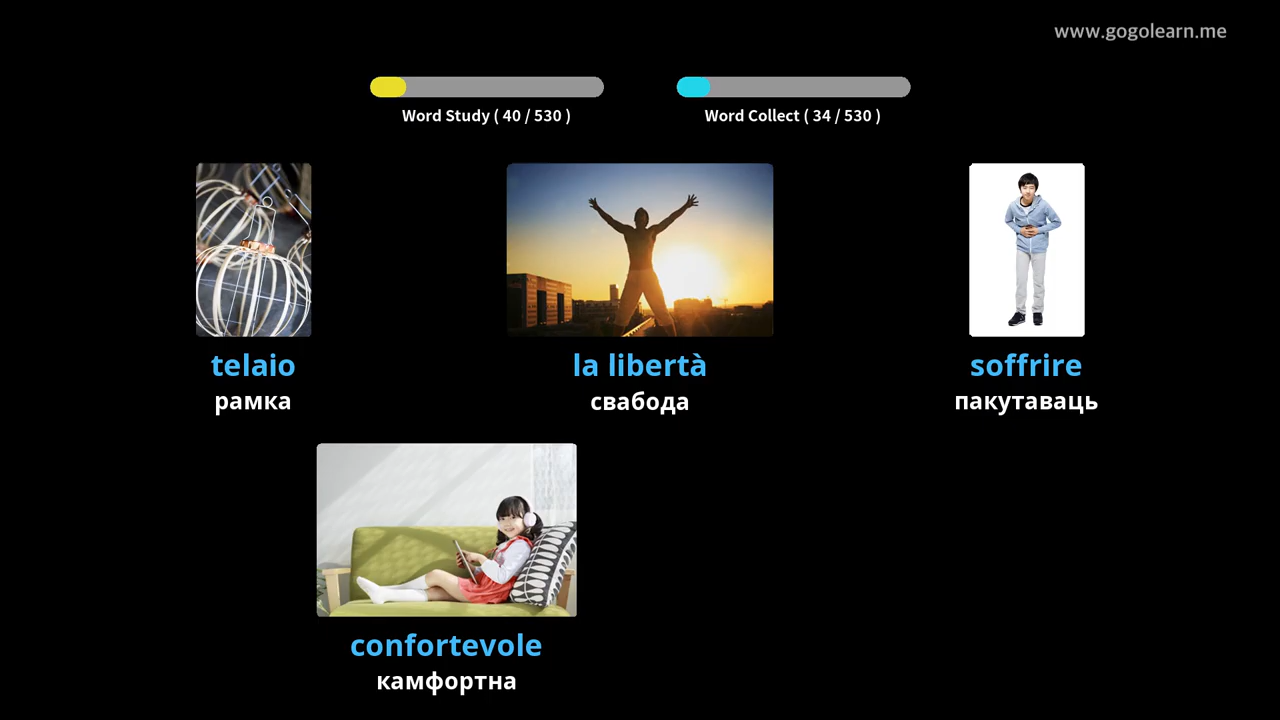 www.gogolearn.me
Word Study ( 40 / 530 )
Word Collect ( 34 / 530 )
telaio
рамка
la libertà
свабода
soffrire
пакутаваць
confortevole
камфортна